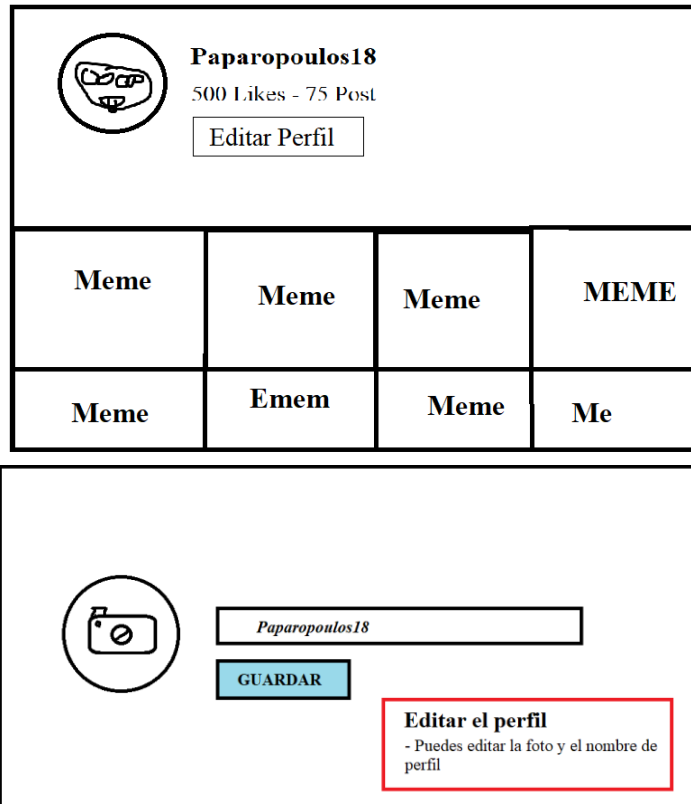 Paparopoulos18
500 Likes - 75 Post
Editar Perfil
Meme
Meme
Meme
MEME
Meme
Emem
Meme
Me
Paparopoulos18
GUARDAR
Editar el perfil
- Puedes editar la foto y el nombre de
perfil